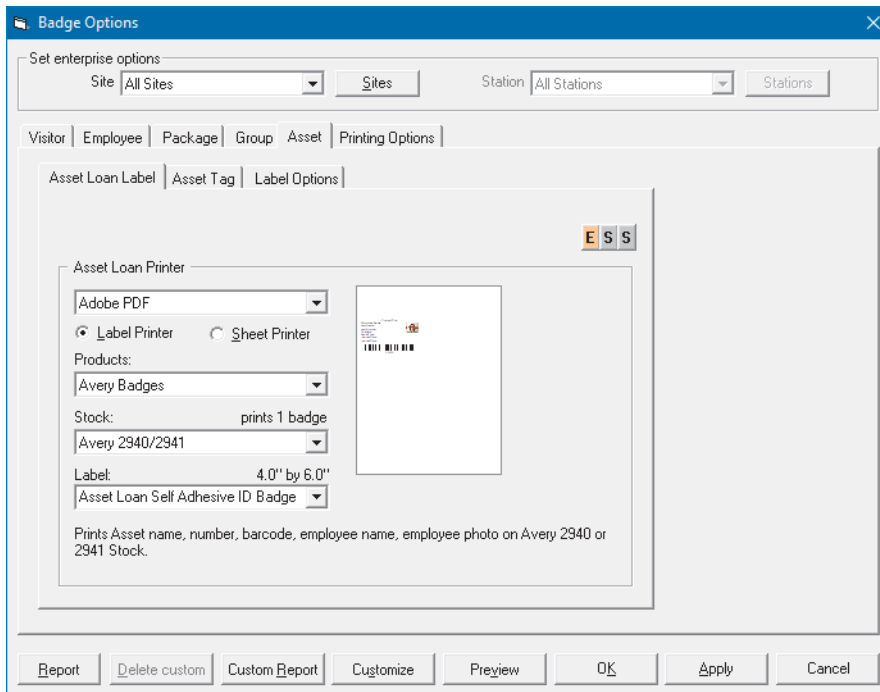 Badge Options
Set enterprise options
Site All Sites Sites Station All Stations Stations
Visitor Employee Package Group Asset Printing Options
Asset Loan Label Asset Tag Label Options
E S S
Asset Loan Printer
Adobe PDF
Label Printer Sheet Printer
Products:
Avery Badges
Stock: prints 1 badge
Avery 2940/2941
Label: 4.0" by 6.0"
Asset Loan Self Adhesive ID Badge
Prints Asset name, number, barcode, employee name, employee photo on Avery 2940 or
2941 Stock.
Report Delete custom Custom Report Customize Preview OK Apply Cancel